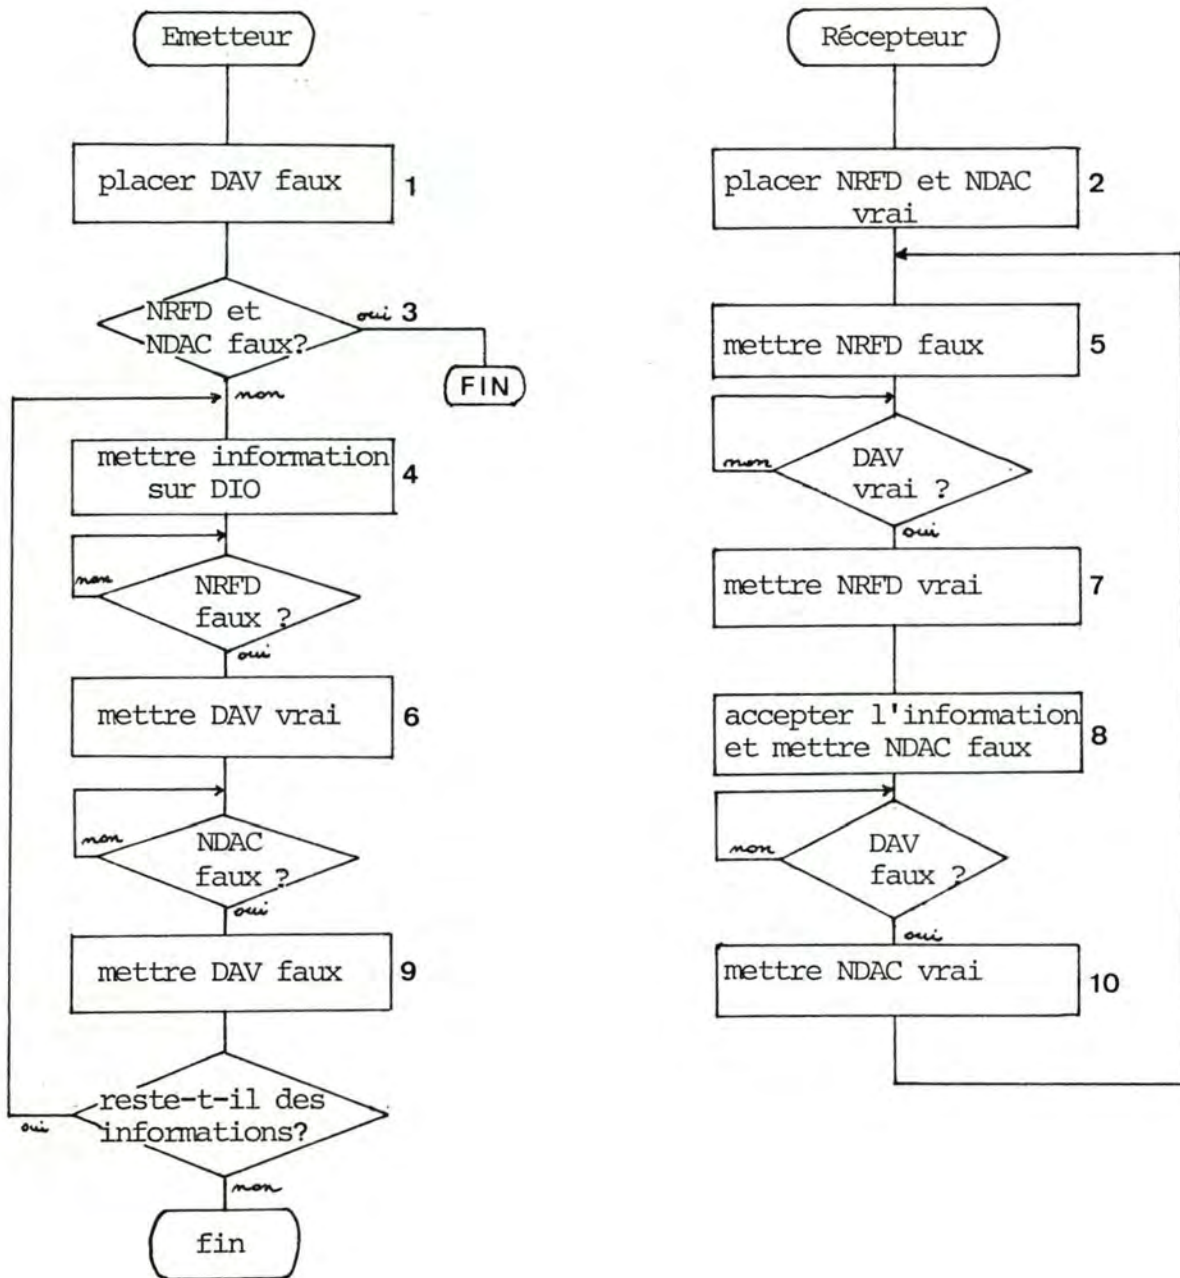 Emetteur
placer DAV faux
1
NRFD et
NDAC faux?
oui
3
FIN
non
mettre information
sur DIO
4
non
NRFD
faux ?
oui
mettre DAV vrai
6
non
NDAC
faux ?
oui
mettre DAV faux
9
reste-t-il des
informations?
oui
non
fin
Récepteur
placer NRFD et NDAC
vrai
2
mettre NRFD faux
5
non
DAV
vrai ?
oui
mettre NRFD vrai
7
accepter l'information
et mettre NDAC faux
8
non
DAV
faux ?
oui
mettre NDAC vrai
10